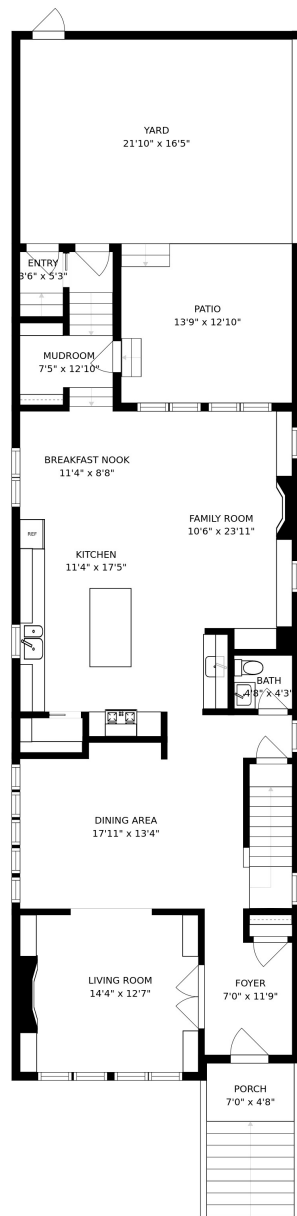 YARD
21'10" x 16'5"
ENTRY
3'6" x 5'3"
PATIO
13'9" x 12'10"
MUDROOM
7'5" x 12'10"
BREAKFAST NOOK
11'4" x 8'8"
FAMILY ROOM
10'6" x 23'11"
REF
KITCHEN
11'4" x 17'5"
BATH
4'8" x 4'3"
DINING AREA
17'11" x 13'4"
LIVING ROOM
14'4" x 12'7"
FOYER
7'0" x 11'9"
PORCH
7'0" x 4'8"